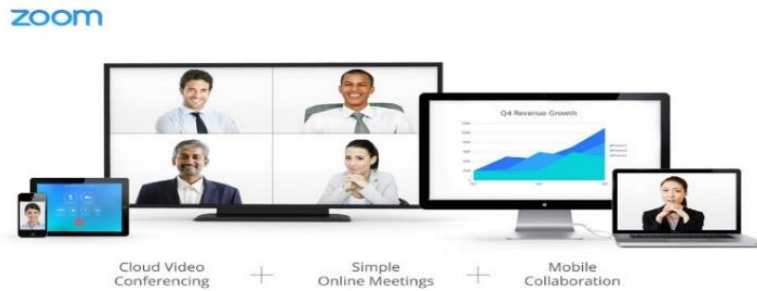 zoom
Q4 Revenue Growth
Cloud Video
Conferencing
+
Simple
Online Meetings
+
Mobile
Collaboration